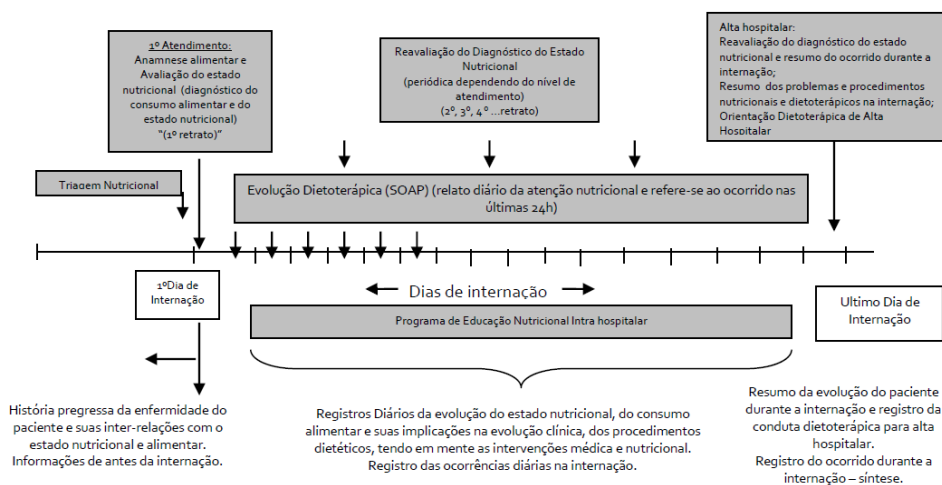 1º Atendimento:
Anamnese alimentar e
Avaliação do estado
nutricional (diagnóstico do
consumo alimentar e do
estado nutricional)
"(1º retrato)"
Reavaliação do Diagnóstico do Estado
Nutricional
(periódica dependendo do nível de
atendimento)
(2º, 3º, 4º ...retrato)
Alta hospitalar:
Reavaliação do diagnóstico do estado
nutricional e resumo do ocorrido durante a
internação;
Resumo dos problemas e procedimentos
nutricionais e dietoterápicos na internação;
Orientação Dietoterápica de Alta
Hospitalar
Triagem Nutricional
Evolução Dietoterápica (SOAP) (relato diário da atenção nutricional e refere-se ao ocorrido nas
últimas 24h)
1ºDia de
Internação
Dias de internação
Programa de Educação Nutricional Intra hospitalar
Ultimo Dia de
Internação
História pregressa da enfermidade do
paciente e suas inter-relações com o
estado nutricional e alimentar.
Informações de antes da internação.
Registros Diários da evolução do estado nutricional, do consumo
alimentar e suas implicações na evolução clínica, dos procedimentos
dietéticos, tendo em mente as intervenções médica e nutricional.
Registro das ocorrências diárias na internação.
Resumo da evolução do paciente
durante a internação e registro da
conduta dietoterápica para alta
hospitalar.
Registro do ocorrido durante a
internação – síntese.